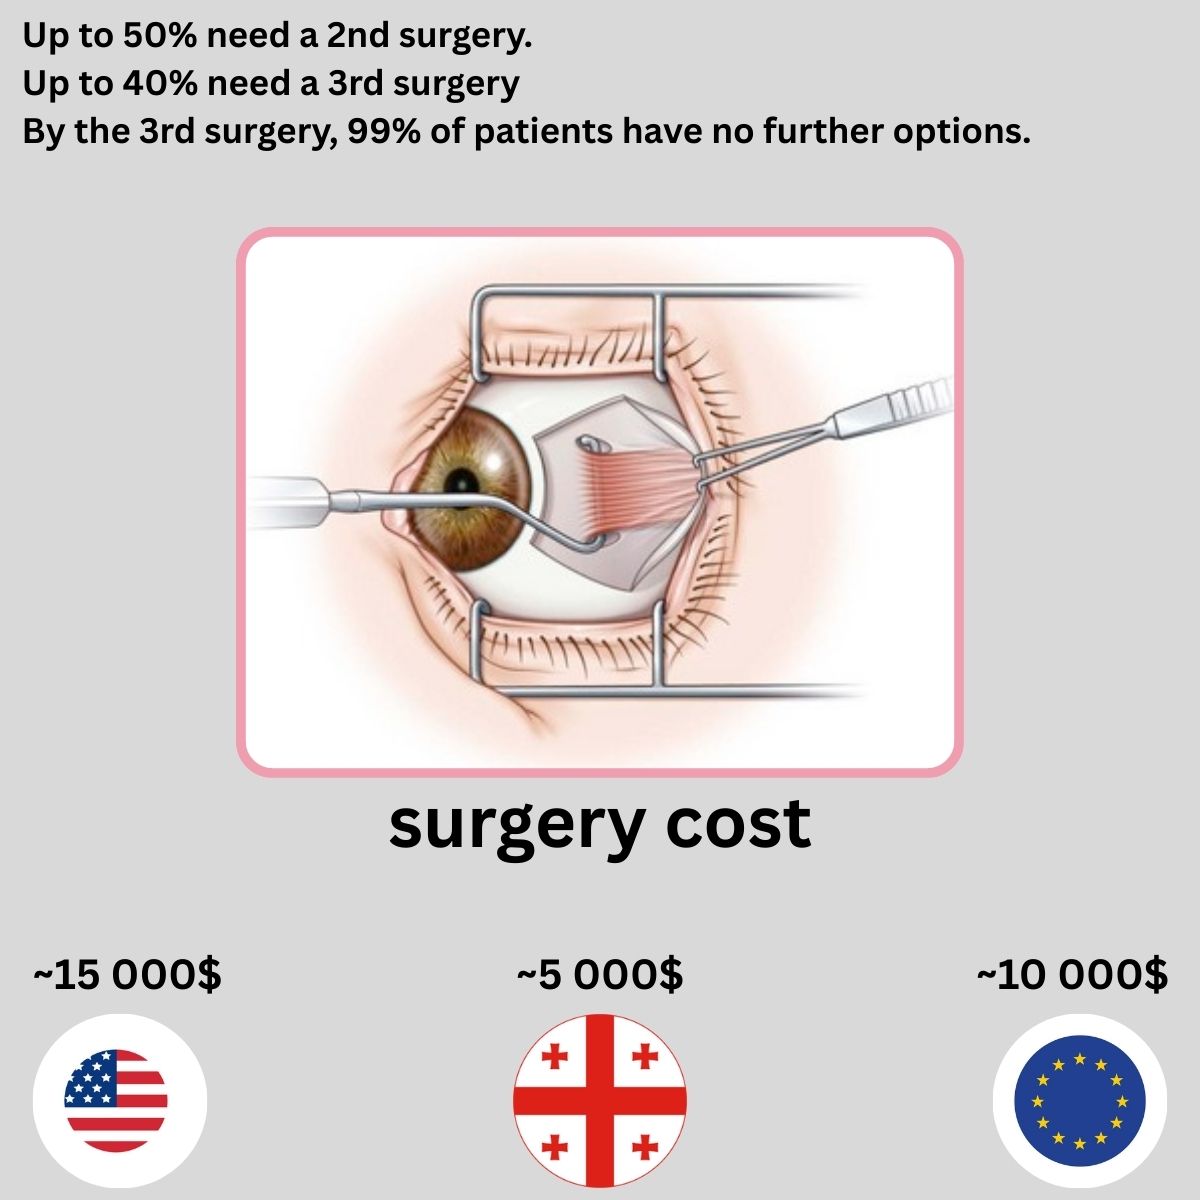 Up to 50% need a 2nd surgery.
Up to 40% need a 3rd surgery
By the 3rd surgery, 99% of patients have no further options.
surgery cost
~15 000$
~5 000$
~10 000$